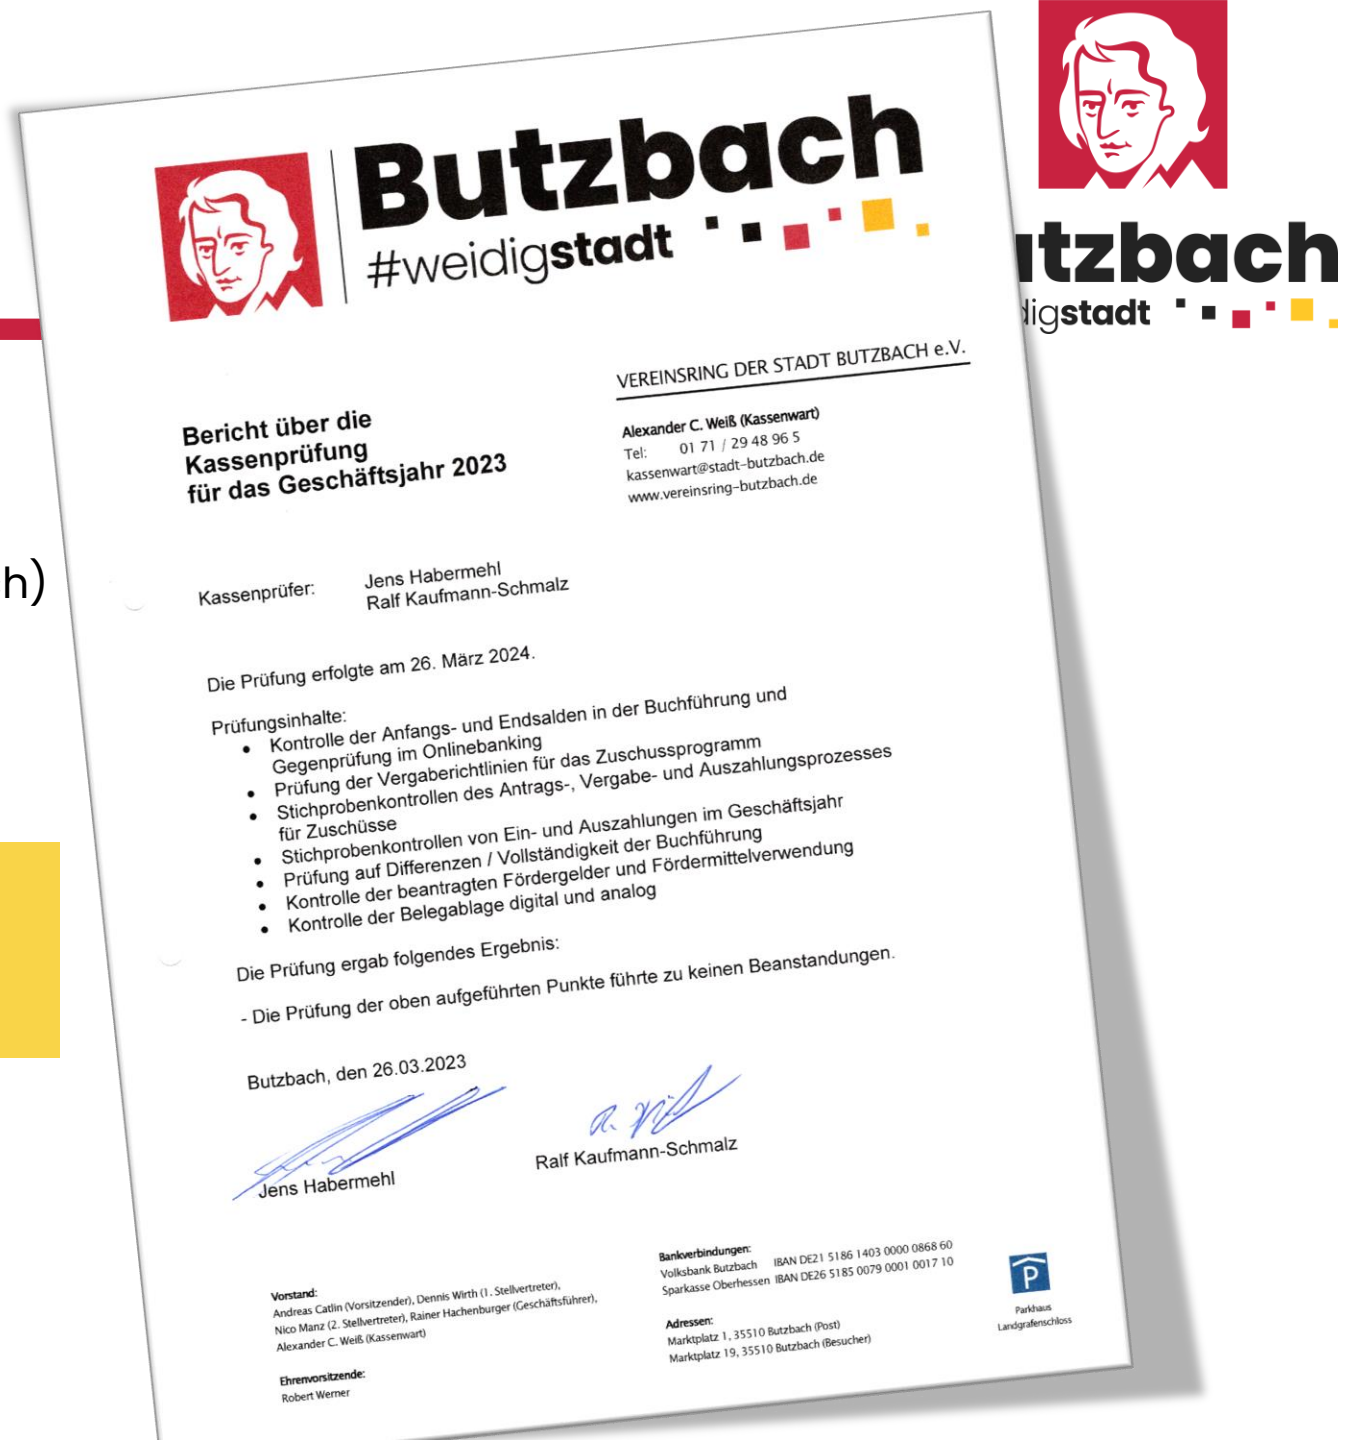 Butzbach
#weidigstadt
tzbach
digstadt
VEREINSRING DER STADT BUTZBACH e.V.
Bericht über die
Kassenprüfung
für das Geschäftsjahr 2023
Alexander C. Weiß (Kassenwart)
Tel: 01 71 / 29 48 96 5
kassenwart@stadt-butzbach.de
www.vereinsring-butzbach.de
h)
Kassenprüfer: Jens Habermehl
Ralf Kaufmann-Schmalz
Die Prüfung erfolgte am 26. März 2024.
Prüfungsinhalte:
• Kontrolle der Anfangs- und Endsalden in der Buchführung und
Gegenprüfung im Onlinebanking
• Prüfung der Vergaberichtlinien für das Zuschussprogramm
• Stichprobenkontrollen des Antrags-, Vergabe- und Auszahlungsprozesses
für Zuschüsse
• Stichprobenkontrollen von Ein- und Auszahlungen im Geschäftsjahr
• Prüfung auf Differenzen / Vollständigkeit der Buchführung
• Kontrolle der beantragten Fördergelder und Fördermittelverwendung
• Kontrolle der Belegablage digital und analog
Die Prüfung ergab folgendes Ergebnis:
- Die Prüfung der oben aufgeführten Punkte führte zu keinen Beanstandungen.
Butzbach, den 26.03.2023
Jens Habermehl
Ralf Kaufmann-Schmalz
Vorstand:
Andreas Catlin (Vorsitzender), Dennis Wirth (1. Stellvertreter),
Nico Manz (2. Stellvertreter), Rainer Hachenburger (Geschäftsführer),
Alexander C. Weiß (Kassenwart)
Ehrenvorsitzende:
Robert Werner
Bankverbindungen:
Volksbank Butzbach IBAN DE21 5186 1403 0000 0868 60
Sparkasse Oberhessen IBAN DE26 5185 0079 0001 0017 10
Adressen:
Marktplatz 1, 35510 Butzbach (Post)
Marktplatz 19, 35510 Butzbach (Besucher)
P
Parkhaus
Landgrafenschloss